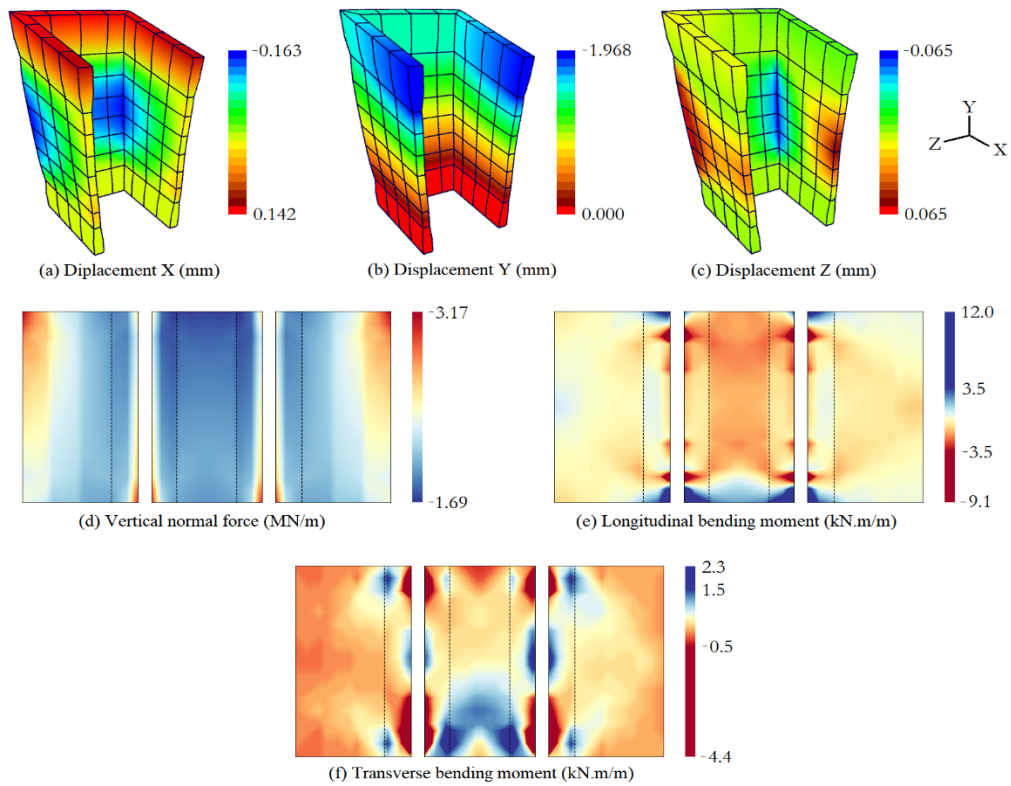 -0.163
0.142
(a) Diplacement X (mm)
-1.968
0.000
(b) Displacement Y (mm)
-0.065
0.065
(c) Displacement Z (mm)
Y
Z
X
-3.17
-1.69
(d) Vertical normal force (MN/m)
12.0
3.5
-3.5
-9.1
(e) Longitudinal bending moment (kN.m/m)
2.3
1.5
-0.5
-4.4
(f) Transverse bending moment (kN.m/m)